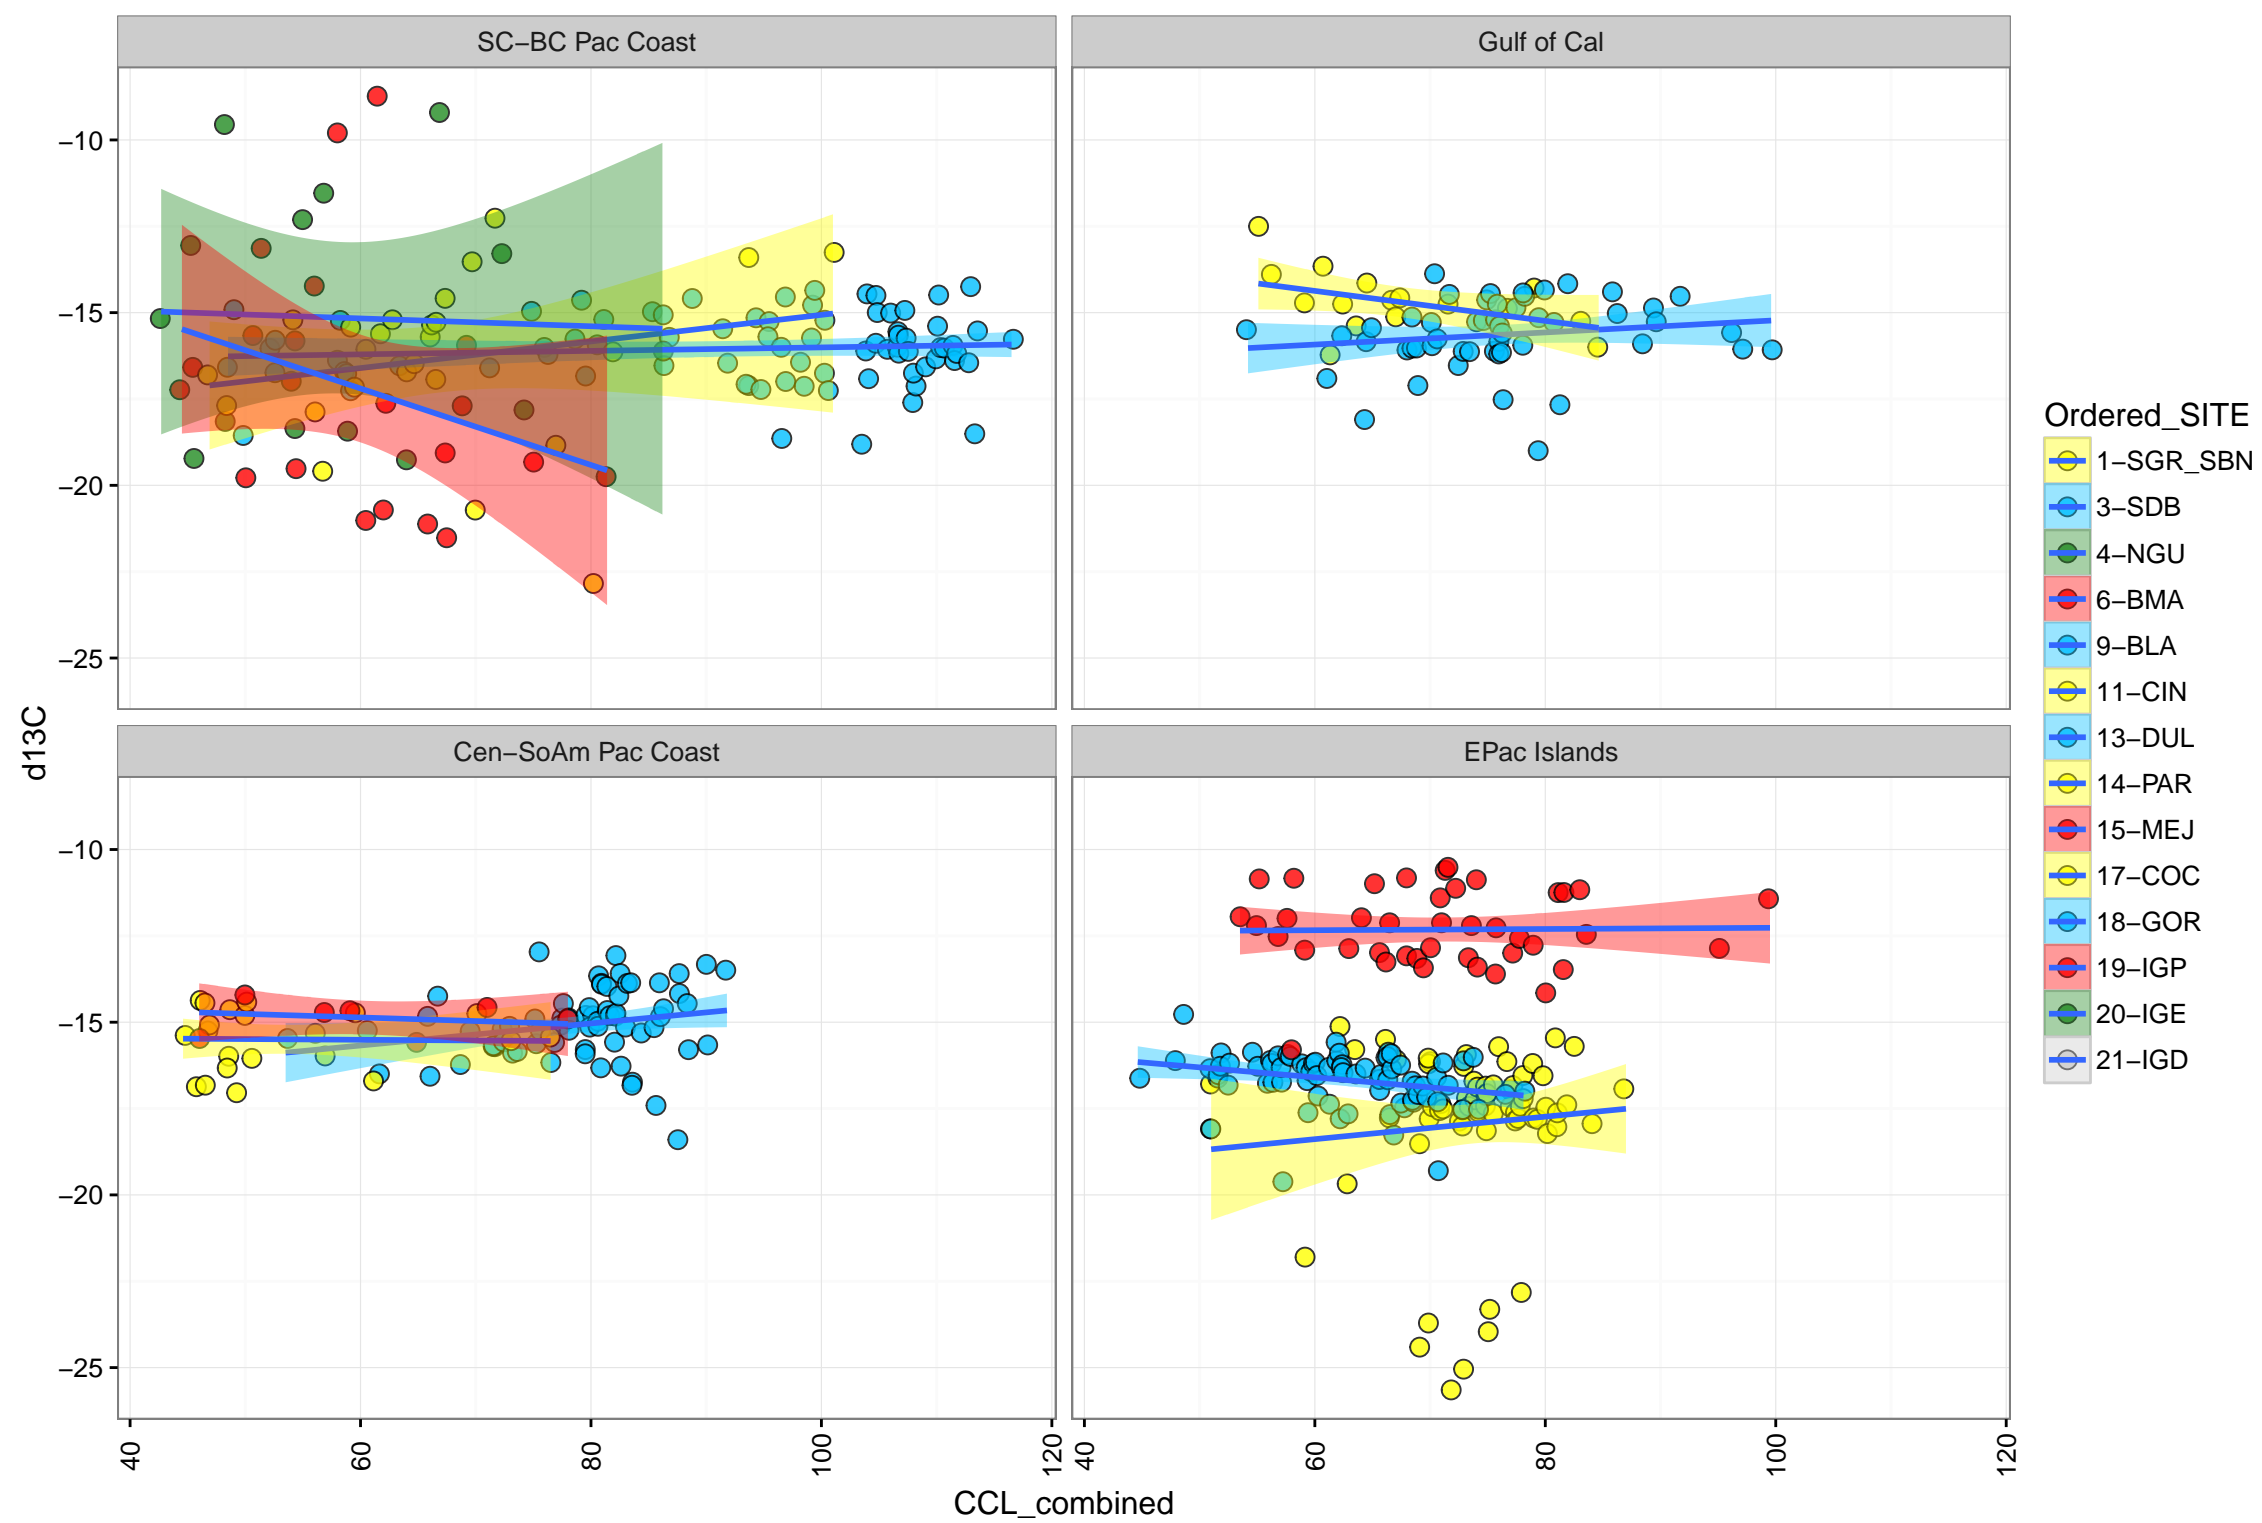 SC−BC Pac Coast
Gulf of Cal
−10
−15
−20
−25
Cen−SoAm Pac Coast
EPac Islands
−10
−15
−20
−25
40
60
80
100
120
40
60
80
100
120
CCL_combined
d13C
Ordered_SITE
1−SGR_SBN
3−SDB
4−NGU
6−BMA
9−BLA
11−CIN
13−DUL
14−PAR
15−MEJ
17−COC
18−GOR
19−IGP
20−IGE
21−IGD